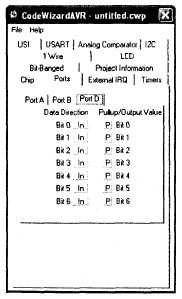 CodeWizardAVR - untitled.cwp
File Help
USI USART Analog Comparator I2C
1 Wire LCD
Bit-Banged Project Information
Chip Ports External IRQ Timers
Port A Port B Port D
Data Direction Pullup/Output Value
Bit 0 In P Bit 0
Bit 1 In P Bit 1
Bit 2 In P Bit 2
Bit 3 In P Bit 3
Bit 4 In P Bit 4
Bit 5 In P Bit 5
Bit 6 In P Bit 6